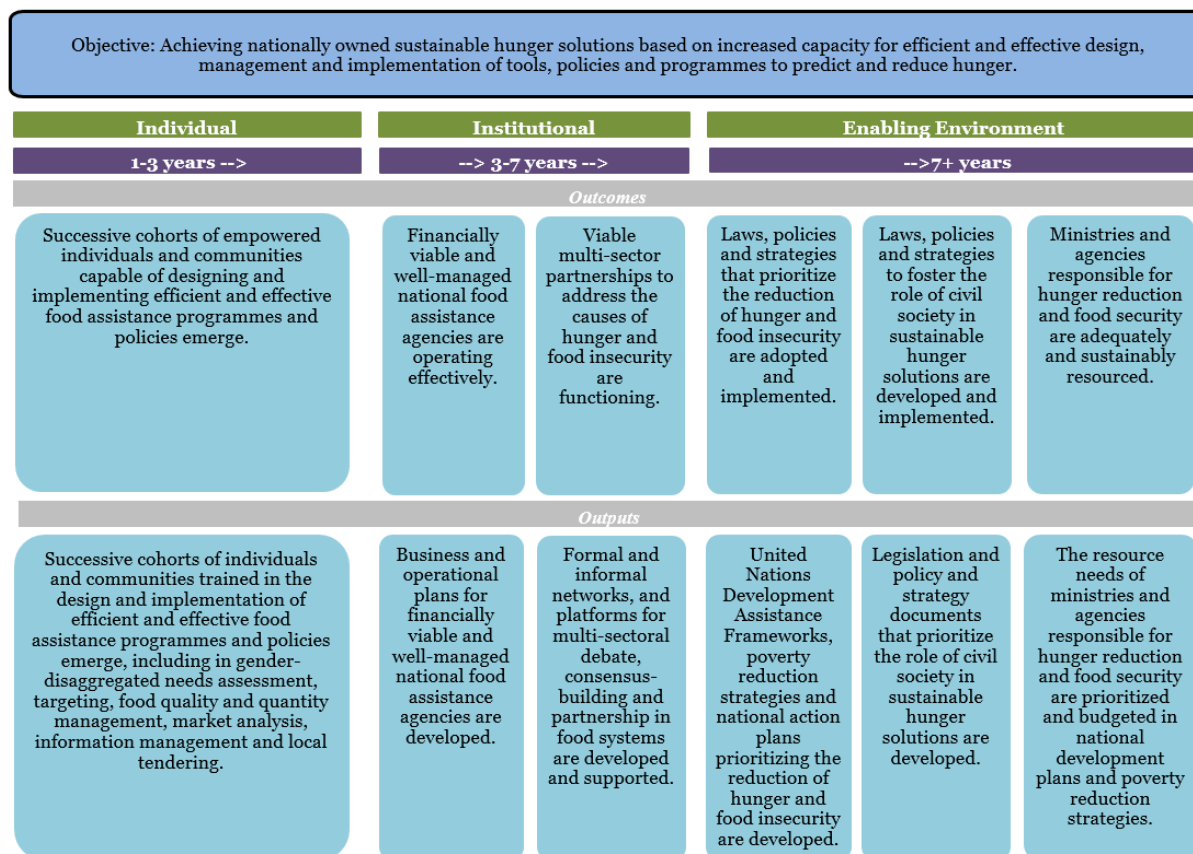 Objective: Achieving nationally owned sustainable hunger solutions based on increased capacity for efficient and effective design,
management and implementation of tools, policies and programmes to predict and reduce hunger.
Individual
Institutional
Enabling Environment
1-3 years -->
--> 3-7 years -->
-->7+ years
Outcomes
Successive cohorts of empowered
individuals and communities
capable of designing and
implementing efficient and effective
food assistance programmes and
policies emerge.
Financially
viable and
well-managed
national food
assistance
agencies are
operating
effectively.
Viable
multi-sector
partnerships to
address the
causes of
hunger and
food insecurity
are
functioning.
Laws, policies
and strategies
that prioritize
the reduction
of hunger and
food insecurity
are adopted
and
implemented.
Laws, policies
and strategies
to foster the
role of civil
society in
sustainable
hunger
solutions are
developed and
implemented.
Ministries and
agencies
responsible for
hunger reduction
and food security
are adequately
and sustainably
resourced.
Outputs
Successive cohorts of individuals
and communities trained in the
design and implementation of
efficient and effective food
assistance programmes and policies
emerge, including in gender-
disaggregated needs assessment,
targeting, food quality and quantity
management, market analysis,
information management and local
tendering.
Business and
operational
plans for
financially
viable and
well-managed
national food
assistance
agencies are
developed.
Formal and
informal
networks, and
platforms for
multi-sectoral
debate,
consensus-
building and
partnership in
food systems
are developed
and supported.
United
Nations
Development
Assistance
Frameworks,
poverty
reduction
strategies and
national action
plans
prioritizing the
reduction of
hunger and
food insecurity
are developed.
Legislation and
policy and
strategy
documents
that prioritize
the role of civil
society in
sustainable
hunger
solutions are
developed.
The resource
needs of
ministries and
agencies
responsible for
hunger reduction
and food security
are prioritized
and budgeted in
national
development
plans and poverty
reduction
strategies.